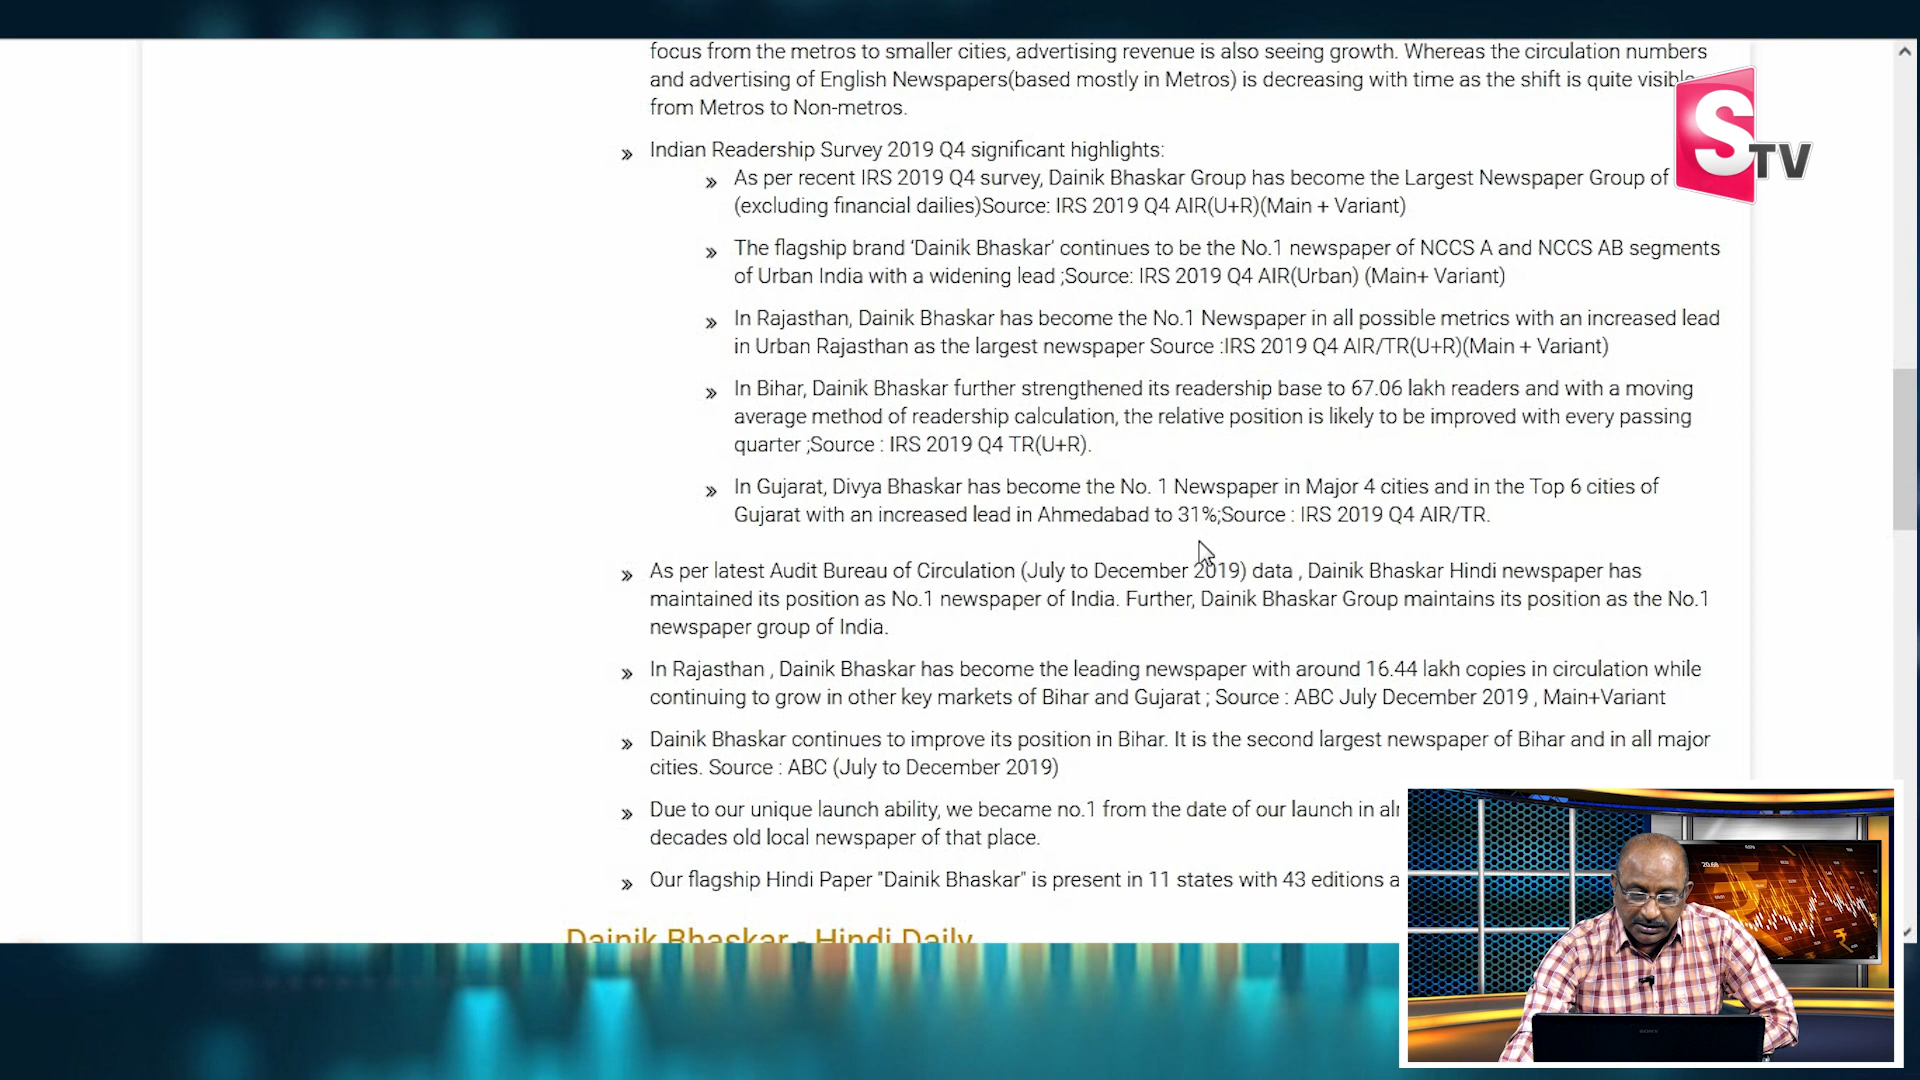 focus from the metros to smaller cities, advertising revenue is also seeing growth. Whereas the circulation numbers
and advertising of English Newspapers(based mostly in Metros) is decreasing with time as the shift is quite visible
from Metros to Non-metros.
» Indian Readership Survey 2019 Q4 significant highlights:
» As per recent IRS 2019 Q4 survey, Dainik Bhaskar Group has become the Largest Newspaper Group of
(excluding financial dailies)Source: IRS 2019 Q4 AIR(U+R)(Main + Variant)
» The flagship brand ‘Dainik Bhaskar’ continues to be the No.1 newspaper of NCCS A and NCCS AB segments
of Urban India with a widening lead ;Source: IRS 2019 Q4 AIR(Urban) (Main+ Variant)
» In Rajasthan, Dainik Bhaskar has become the No.1 Newspaper in all possible metrics with an increased lead
in Urban Rajasthan as the largest newspaper Source :IRS 2019 Q4 AIR/TR(U+R)(Main + Variant)
» In Bihar, Dainik Bhaskar further strengthened its readership base to 67.06 lakh readers and with a moving
average method of readership calculation, the relative position is likely to be improved with every passing
quarter ;Source : IRS 2019 Q4 TR(U+R).
» In Gujarat, Divya Bhaskar has become the No. 1 Newspaper in Major 4 cities and in the Top 6 cities of
Gujarat with an increased lead in Ahmedabad to 31%;Source : IRS 2019 Q4 AIR/TR.
» As per latest Audit Bureau of Circulation (July to December 2019) data , Dainik Bhaskar Hindi newspaper has
maintained its position as No.1 newspaper of India. Further, Dainik Bhaskar Group maintains its position as the No.1
newspaper group of India.
» In Rajasthan , Dainik Bhaskar has become the leading newspaper with around 16.44 lakh copies in circulation while
continuing to grow in other key markets of Bihar and Gujarat ; Source : ABC July December 2019 , Main+Variant
» Dainik Bhaskar continues to improve its position in Bihar. It is the second largest newspaper of Bihar and in all major
cities. Source : ABC (July to December 2019)
» Due to our unique launch ability, we became no.1 from the date of our launch in al
decades old local newspaper of that place.
» Our flagship Hindi Paper "Dainik Bhaskar" is present in 11 states with 43 editions a
Dainik Bhaskar - Hindi Daily
S TV
20.68
SONY